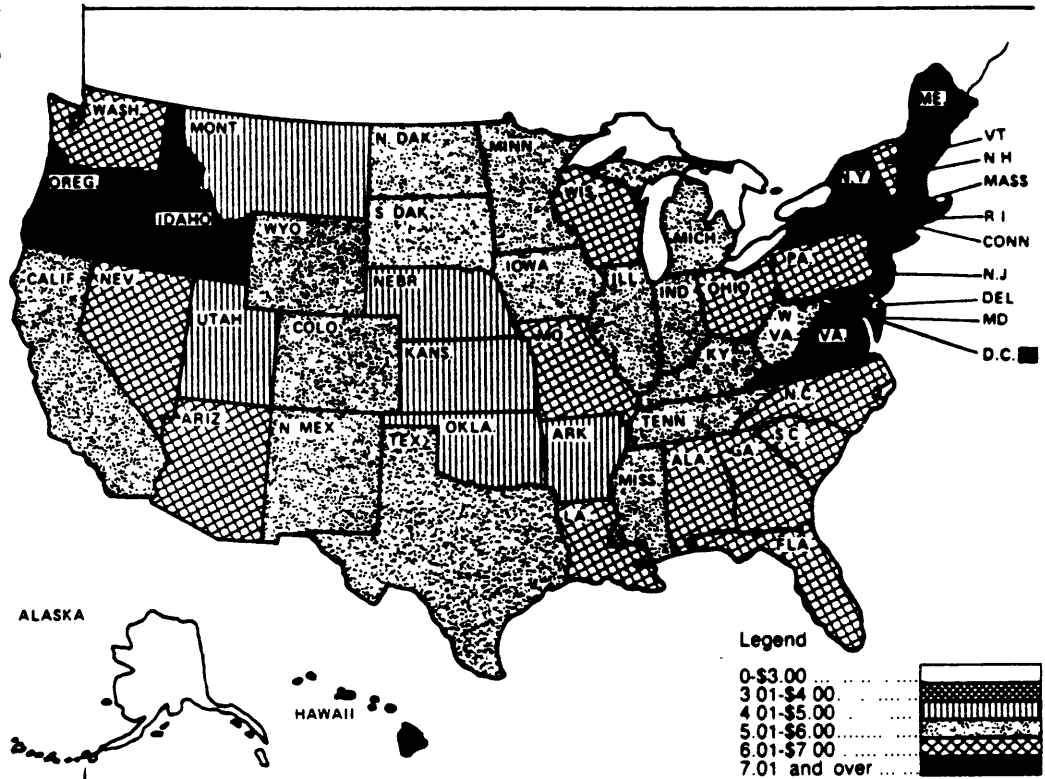 ME.
WASH.
MONT
N. DAK
MINN.
VT
N H
OREG.
N.Y.
MASS
WIS.
IDAHO
S DAK.
R I
WYO
MICH.
CONN
CALIF
NEV.
NEBR
IOWA
PA.
N.J
ILL.
IND.
OHIO
DEL
UTAH
COLO.
W.
VA.
VA.
MD
KANS.
KY.
D.C.
N.C.
ARIZ
N MEX
TEX
OKLA.
ARK
TENN
S.C.
MISS.
ALA.
GA.
LA.
FLA.
ALASKA
HAWAII
Legend
0-$3.00
3 01-$4 00
4 01-$5.00
5.01-$6.00
6.01-$7 00
7.01 and over